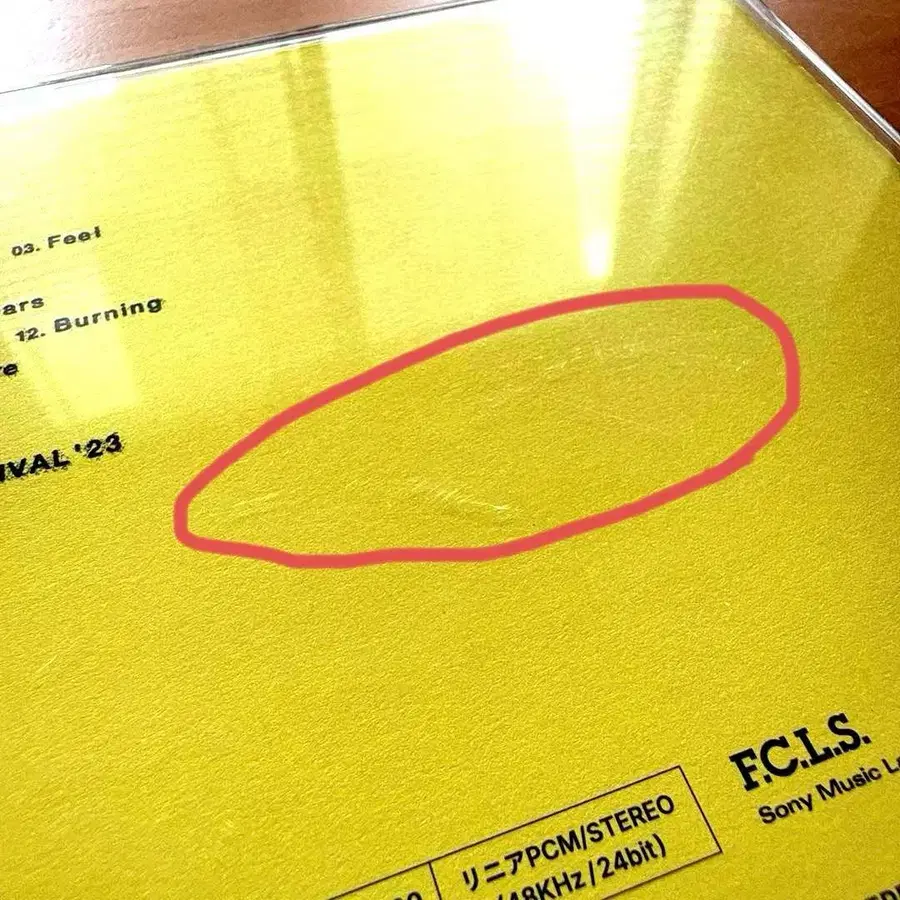 03. Feel
ars
12. Burning
re
IVAL '23
F.C.L.S.
Sony Music La
リニアPCM/STEREO
(48KHz/24bit)